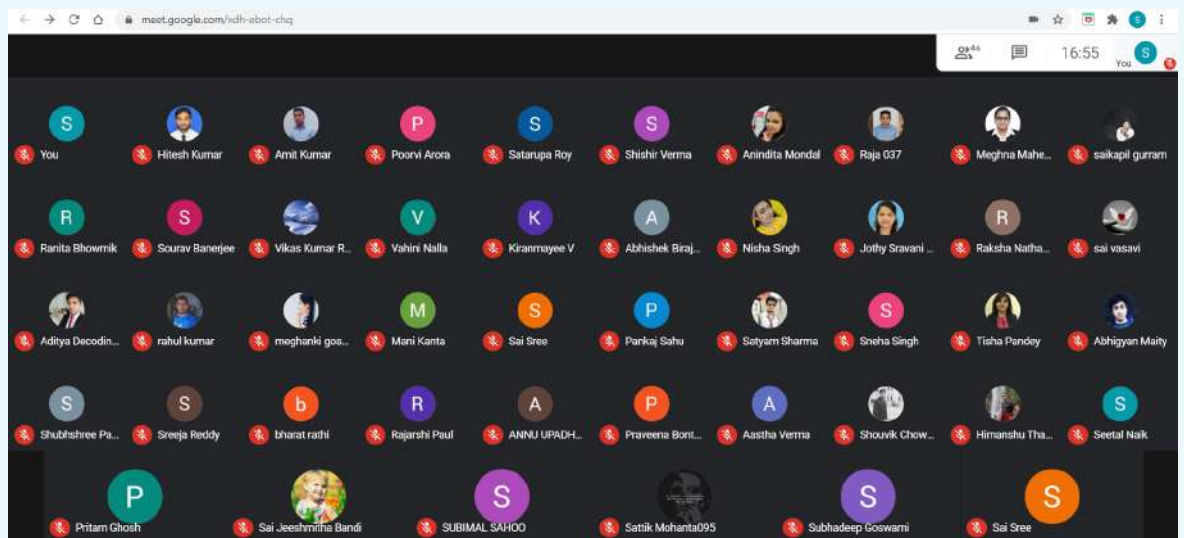 meet.google.com/xdh-ebot-chq
46 16:55 You S
S S
P S S
You Hitesh Kumar Amit Kumar Poorvi Arora Satarupa Roy Shishir Verma Anindita Mondal Raja 037 Meghna Mahe... saikapil gurram
R S V K A R
Ranita Bhowmik Sourav Banerjee Vikas Kumar R... Vahini Nalla Kiranmayee V Abhishek Biraj... Nisha Singh Jothy Sravani ... Raksha Natha... sai vasavi
M S P S
Aditya Decodin... rahul kumar meghanki gos... Mani Kanta Sai Sree Pankaj Sahu Satyam Sharma Sneha Singh Tisha Pandey Abhigyan Maity
S S b R A P A S
Shubhshree Pa... Sreeja Reddy bharat rathi Rajarshi Paul ANNU UPADH... Praveena Bont... Aastha Verma Shouvik Chow... Himanshu Tha... Seetal Naik
P S S S
Pritam Ghosh Sai Jeeshmitha Bandi SUBIMAL SAHOO Sattik Mohanta095 Subhadeep Goswami Sai Sree